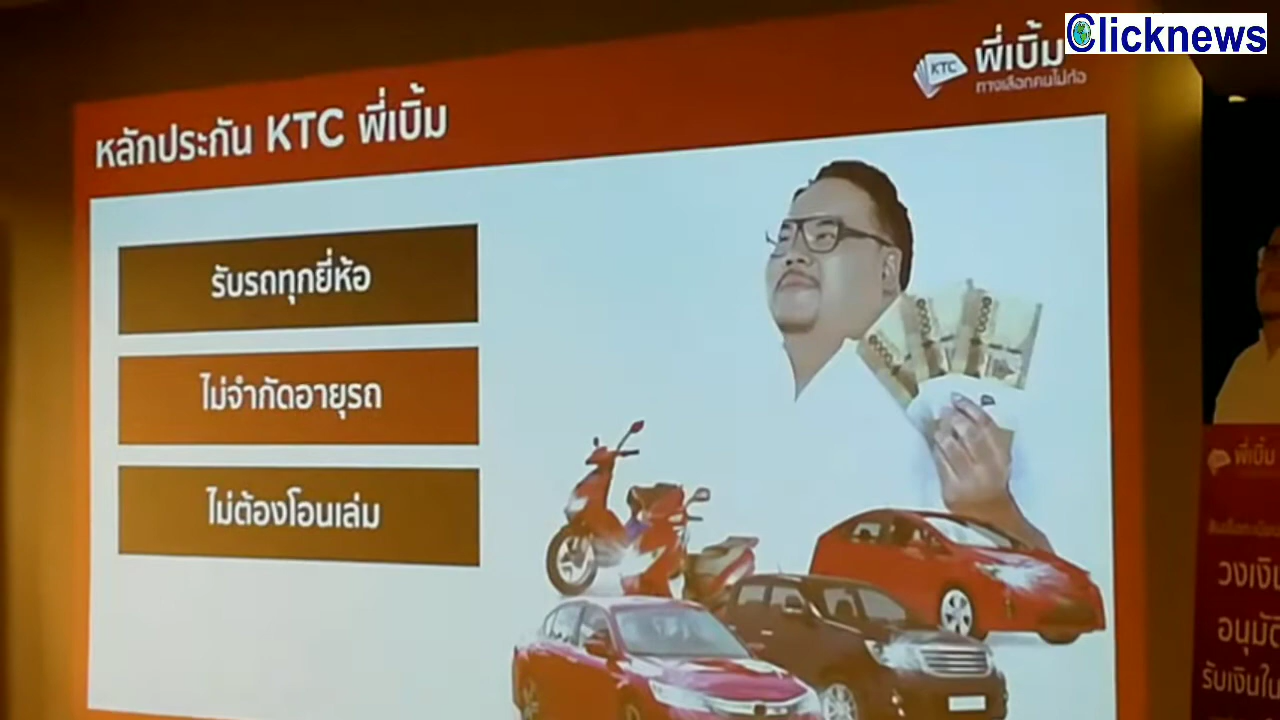 Clicknews
KTC พี่เบิ้ม
ทางเลือกคนไม่ท้อ
หลักประกัน KTC พี่เบิ้ม
รับรถทุกยี่ห้อ
ไม่จำกัดอายุรถ
ไม่ต้องโอนเล่ม
พี่เบิ้ม
วงเงิน
อนุมัติ
รับเงินใน